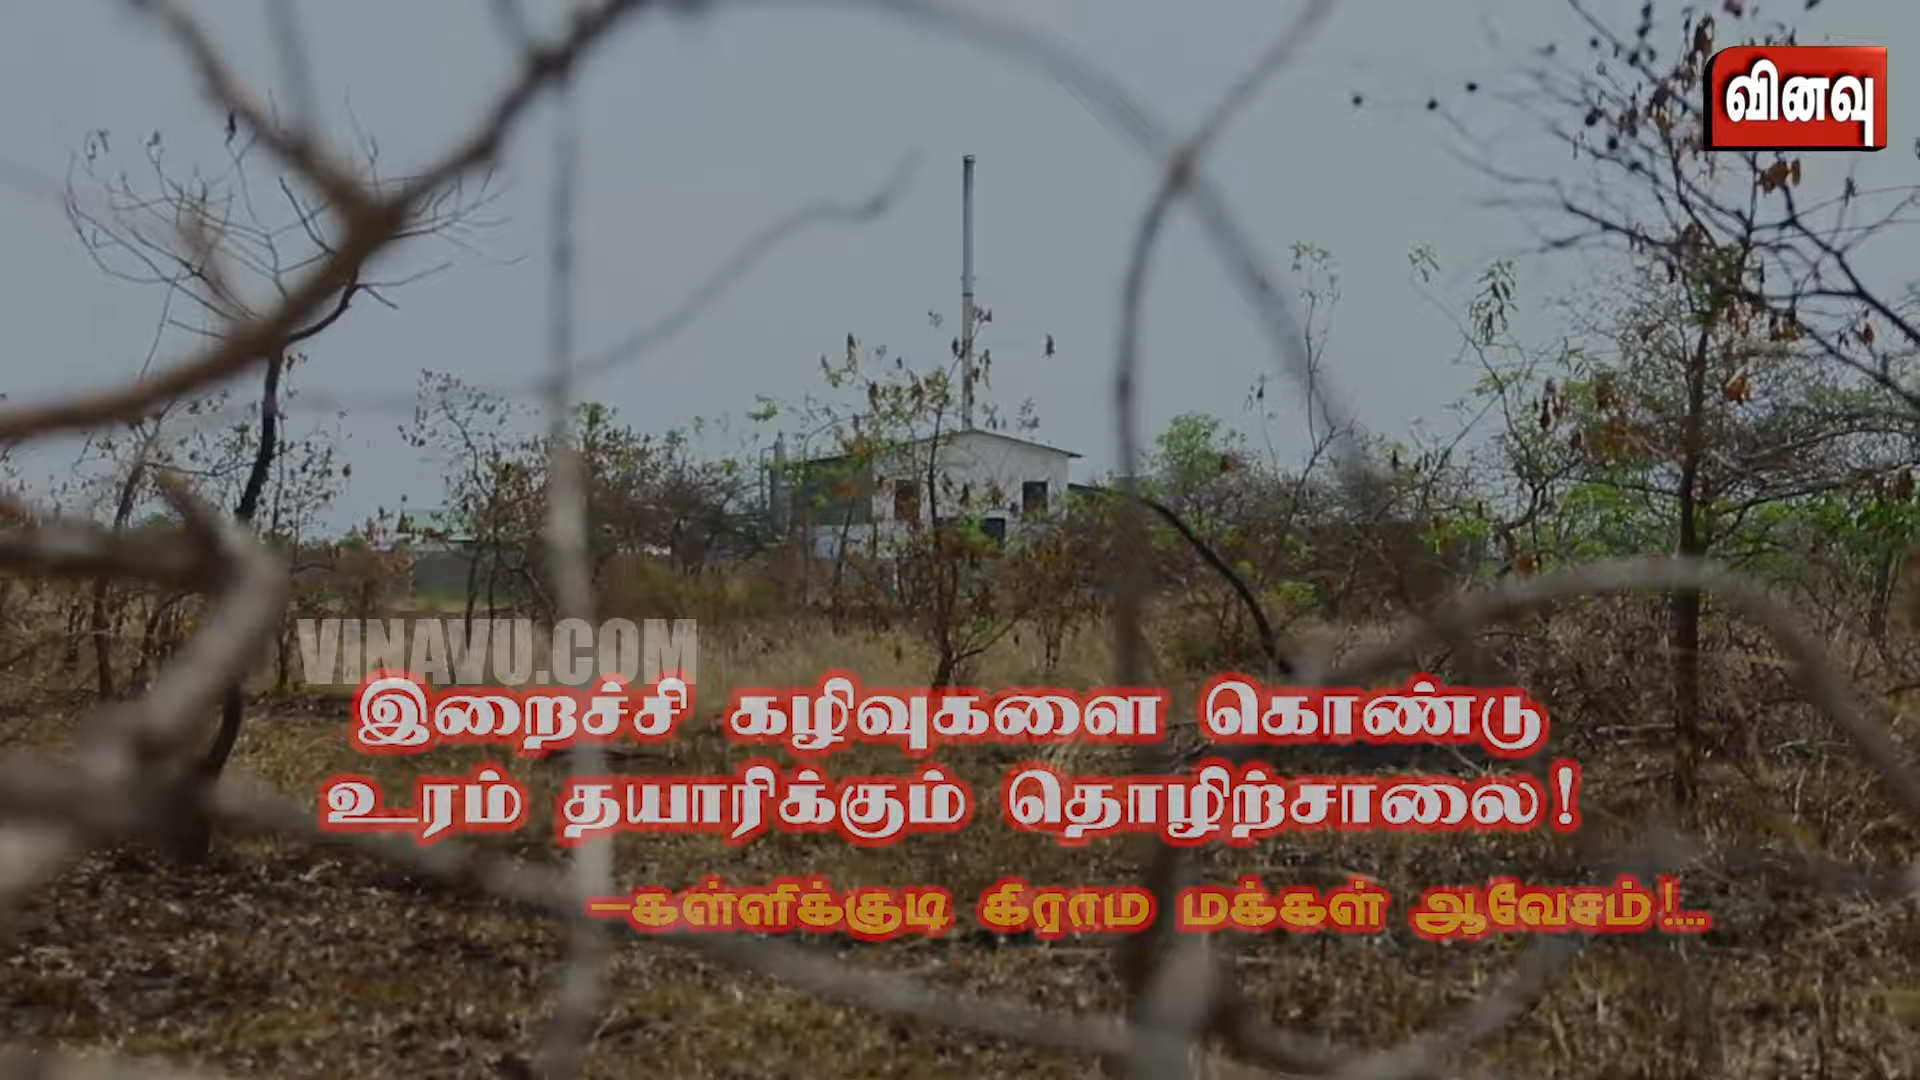 வினவு
VINAVU.COM
இறைச்சி கழிவுகளை கொண்டு
உரம் தயாரிக்கும் தொழிற்சாலை!
-கள்ளிக்குடி கிராம மக்கள் ஆவேசம்!...